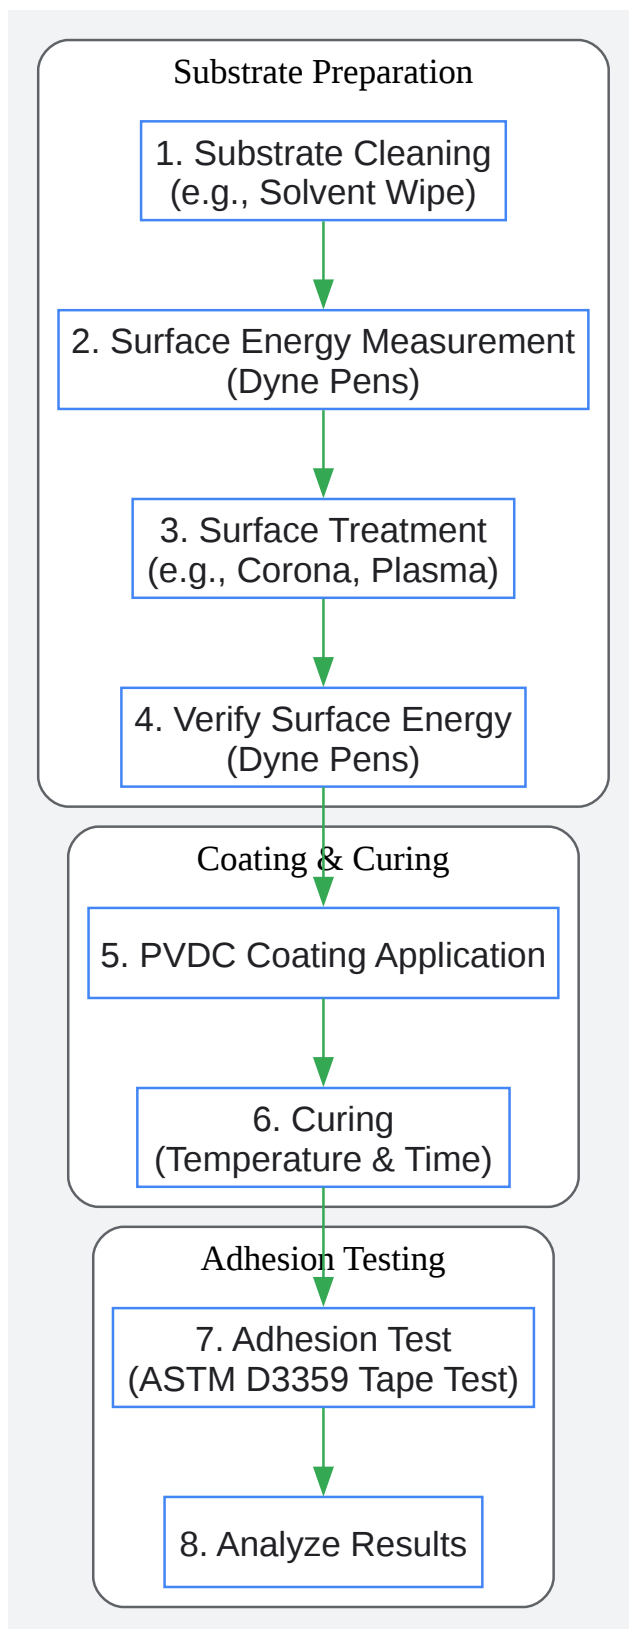 Substrate Preparation
1. Substrate Cleaning
(e.g., Solvent Wipe)
2. Surface Energy Measurement
(Dyne Pens)
3. Surface Treatment
(e.g., Corona, Plasma)
4. Verify Surface Energy
(Dyne Pens)
Coating & Curing
5. PVDC Coating Application
6. Curing
(Temperature & Time)
Adhesion Testing
7. Adhesion Test
(ASTM D3359 Tape Test)
8. Analyze Results